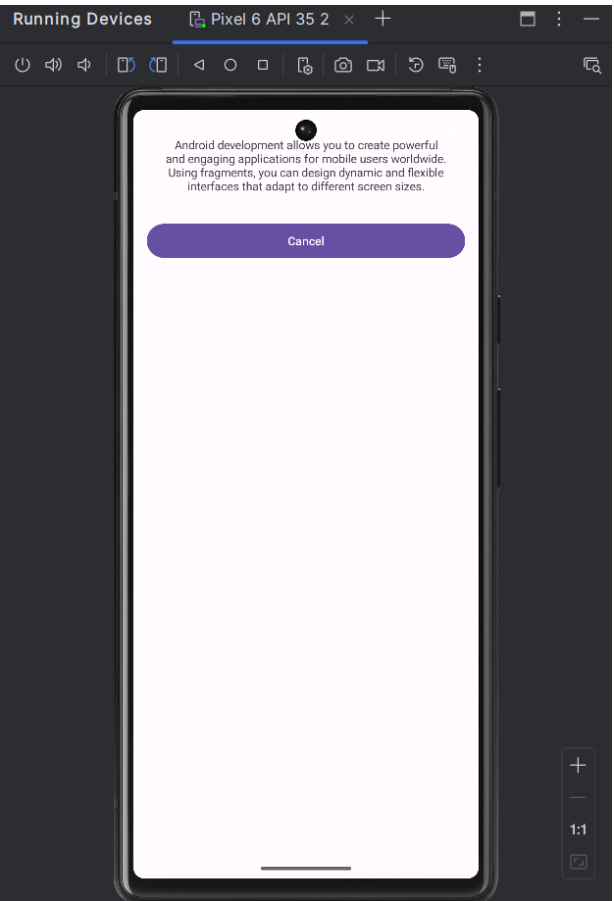 Running Devices
Pixel 6 API 35 2
Android development allows you to create powerful
and engaging applications for mobile users worldwide.
Using fragments, you can design dynamic and flexible
interfaces that adapt to different screen sizes.
Cancel
1:1